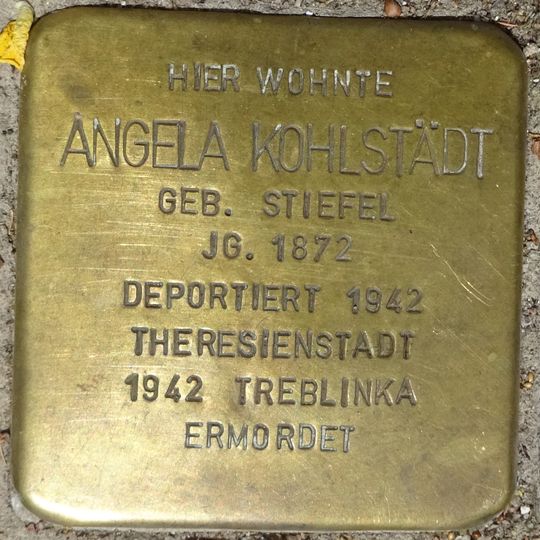 HIER WOHNTE
ANGELA KOHLSTÄDT
GEB. STIEFEL
JG. 1872
DEPORTIERT 1942
THERESIENSTADT
1942 TREBLINKA
ERMORDET